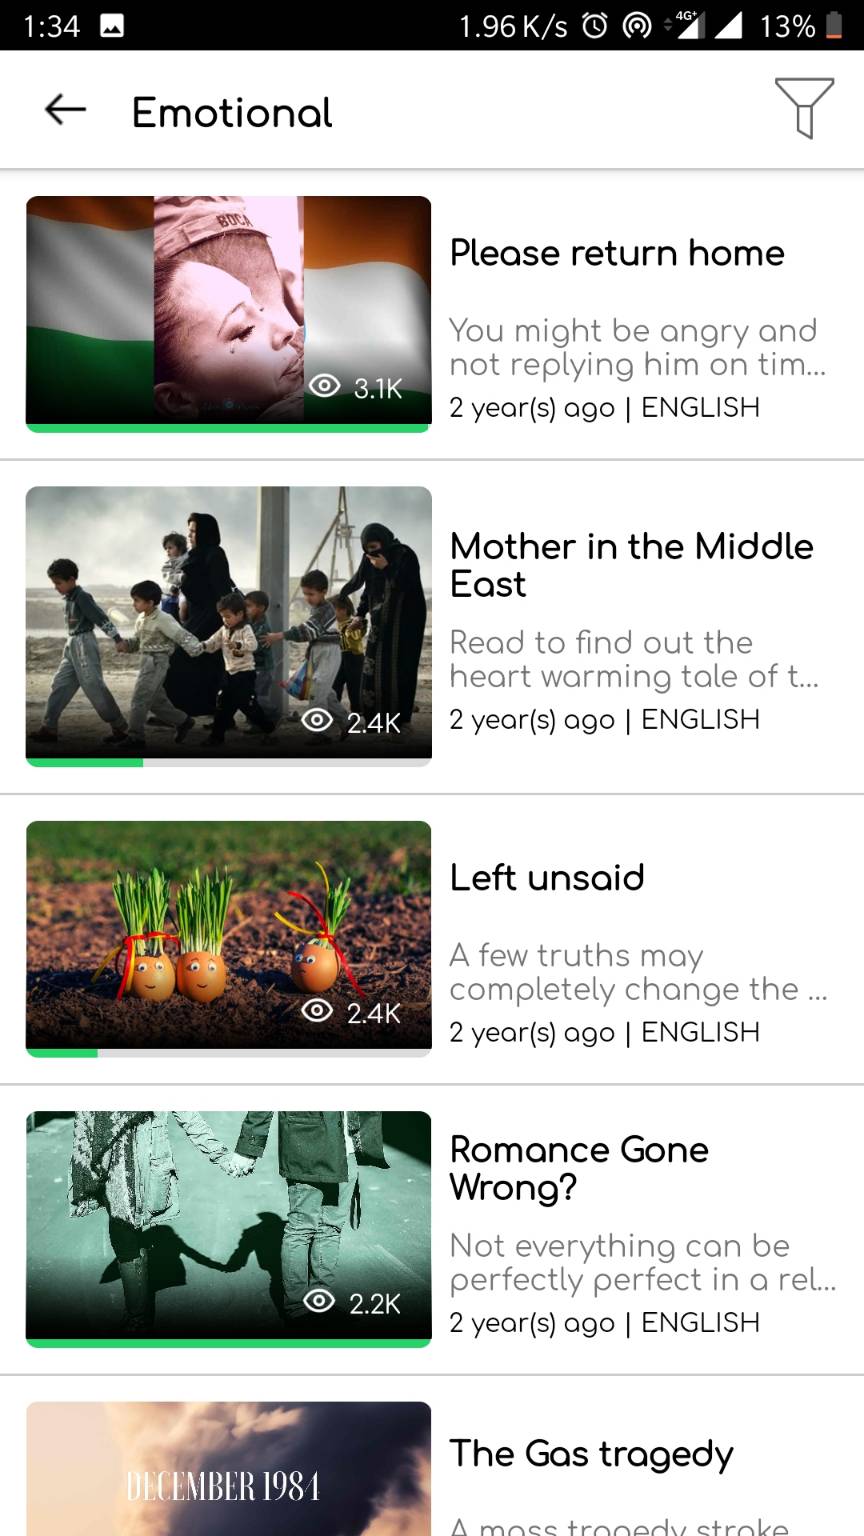 1:34
1.96 K/s
4G+
13%
Emotional
BOCA
3.1K
Please return home
You might be angry and
not replying him on tim...
2 year(s) ago | ENGLISH
2.4K
Mother in the Middle
East
Read to find out the
heart warming tale of t...
2 year(s) ago | ENGLISH
2.4K
Left unsaid
A few truths may
completely change the ...
2 year(s) ago | ENGLISH
2.2K
Romance Gone
Wrong?
Not everything can be
perfectly perfect in a rel...
2 year(s) ago | ENGLISH
DECEMBER 1984
The Gas tragedy
A mass tragedy stroke